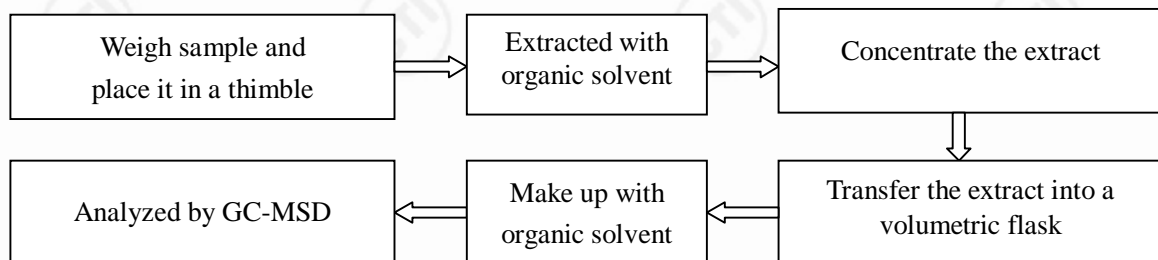 Weigh sample and
place it in a thimble
Extracted with
organic solvent
Concentrate the extract
Transfer the extract into a
volumetric flask
Make up with
organic solvent
Analyzed by GC-MSD